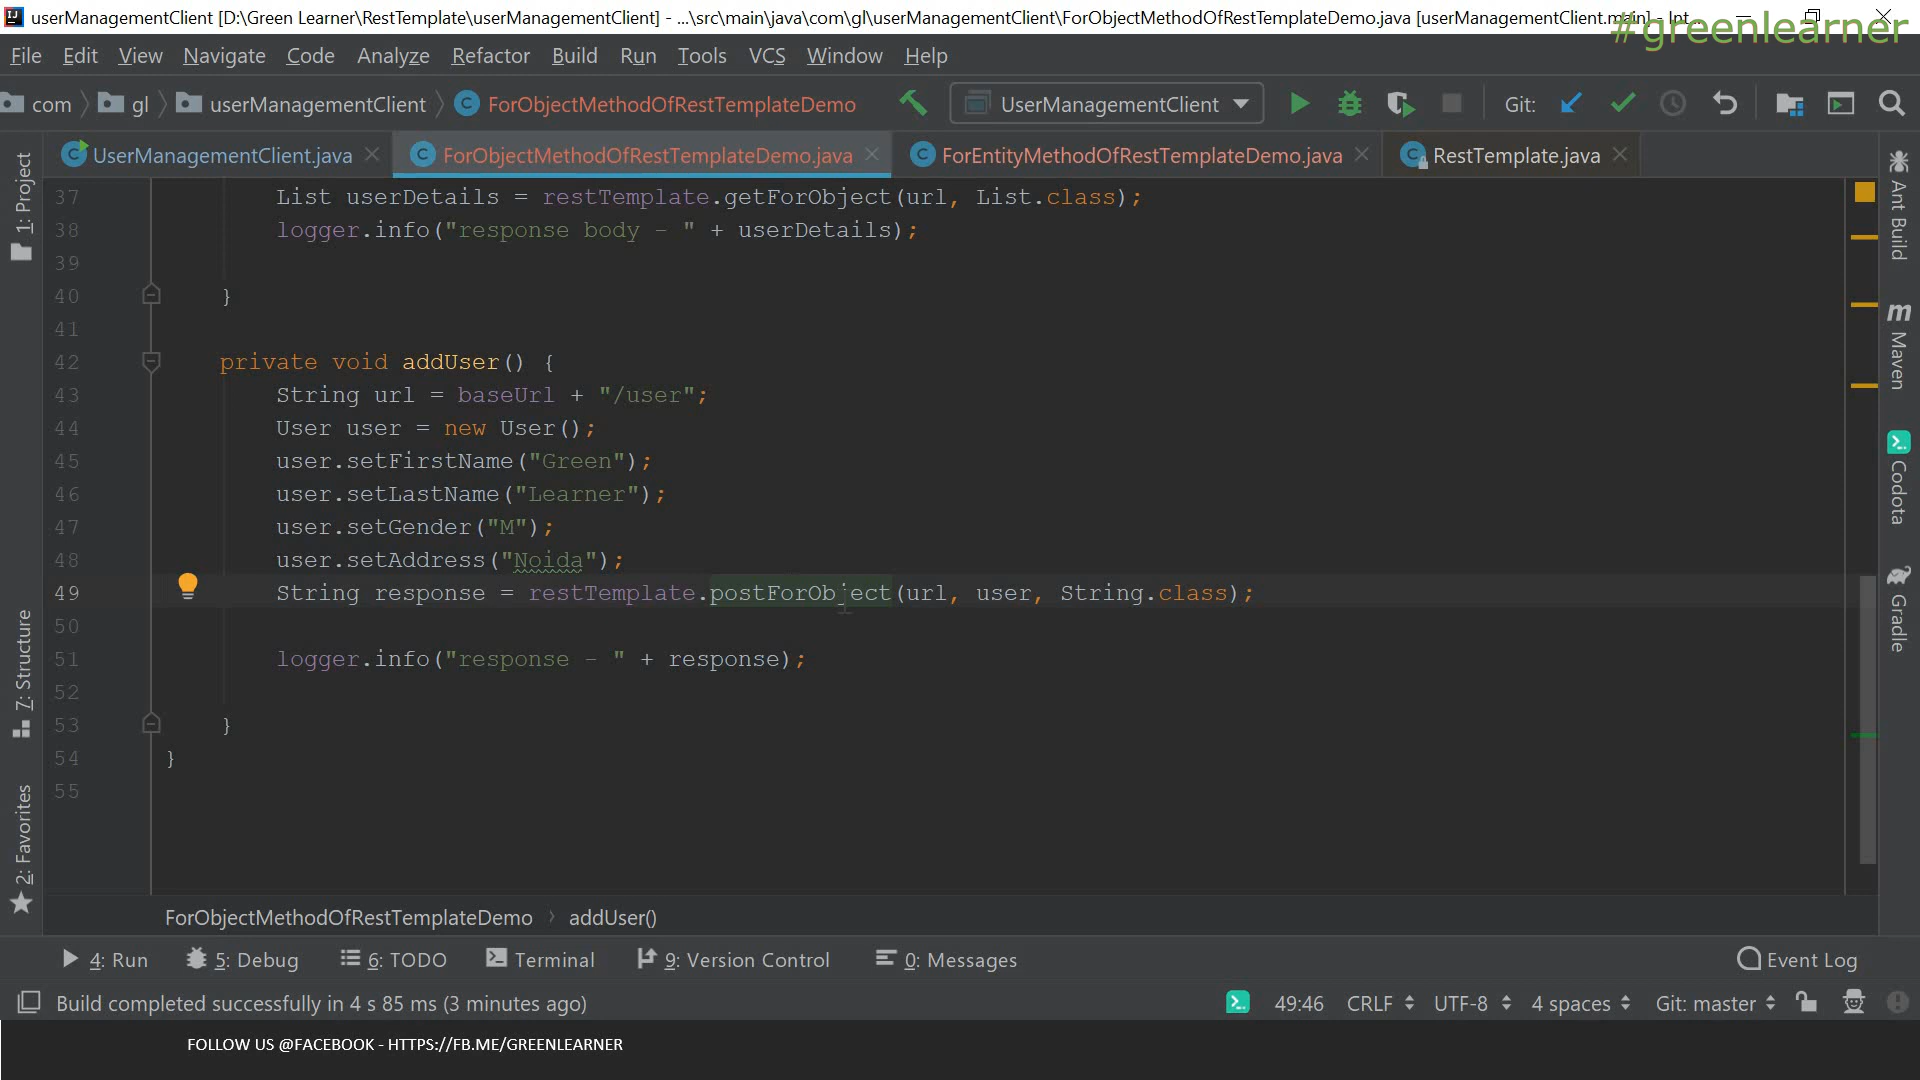 userManagementClient [D:\Green Learner\RestTemplate\userManagementClient] - ...\src\main\java\com\gl\userManagementClient\ForObjectMethodOfRestTemplateDemo.java [userManagementClient.main] - Int
#greenlearner
File Edit View Navigate Code Analyze Refactor Build Run Tools VCS Window Help
com gl userManagementClient ForObjectMethodOfRestTemplateDemo UserManagementClient Git:
UserManagementClient.java ForObjectMethodOfRestTemplateDemo.java ForEntityMethodOfRestTemplateDemo.java RestTemplate.java
1: Project
7: Structure
2: Favorites
37 List userDetails = restTemplate.getForObject(url, List.class);
38 logger.info("response body - " + userDetails);
39
40 }
41
42 private void addUser() {
43 String url = baseUrl + "/user";
44 User user = new User();
45 user.setFirstName("Green");
46 user.setLastName("Learner");
47 user.setGender("M");
48 user.setAddress("Noida");
49 String response = restTemplate.postForObject(url, user, String.class);
50
51 logger.info("response - " + response);
52
53 }
54 }
55
Ant Build
m Maven
Codota
Gradle
ForObjectMethodOfRestTemplateDemo › addUser()
4: Run 5: Debug 6: TODO Terminal 9: Version Control 0: Messages Event Log
Build completed successfully in 4 s 85 ms (3 minutes ago) 49:46 CRLF UTF-8 4 spaces Git: master
FOLLOW US @FACEBOOK - HTTPS://FB.ME/GREENLEARNER